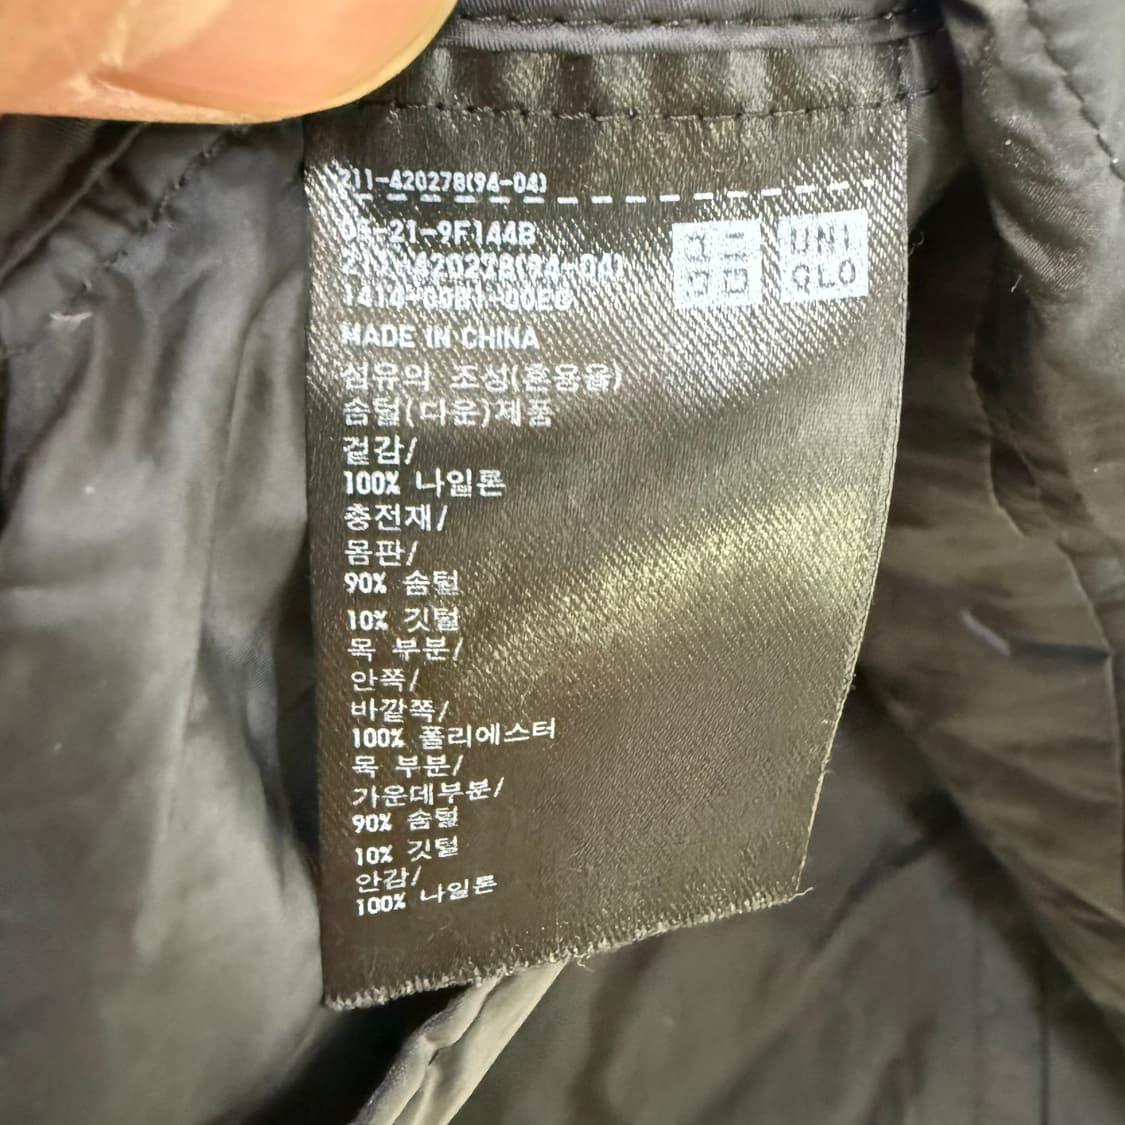 211-420278(94-04)
-21-9F144B
211-420278(94-04)
ユニ
クロ
UNI
QLO
MADE IN CHINA
섬유의 조성(혼용율)
솜털(다운)제품
겉감/
100% 나일론
충전재/
몸판/
90% 솜털
10% 깃털
목 부분/
안쪽/
바깥쪽/
100% 폴리에스터
목 부분/
가운데부분/
90% 솜털
10% 깃털
안감/
100% 나일론